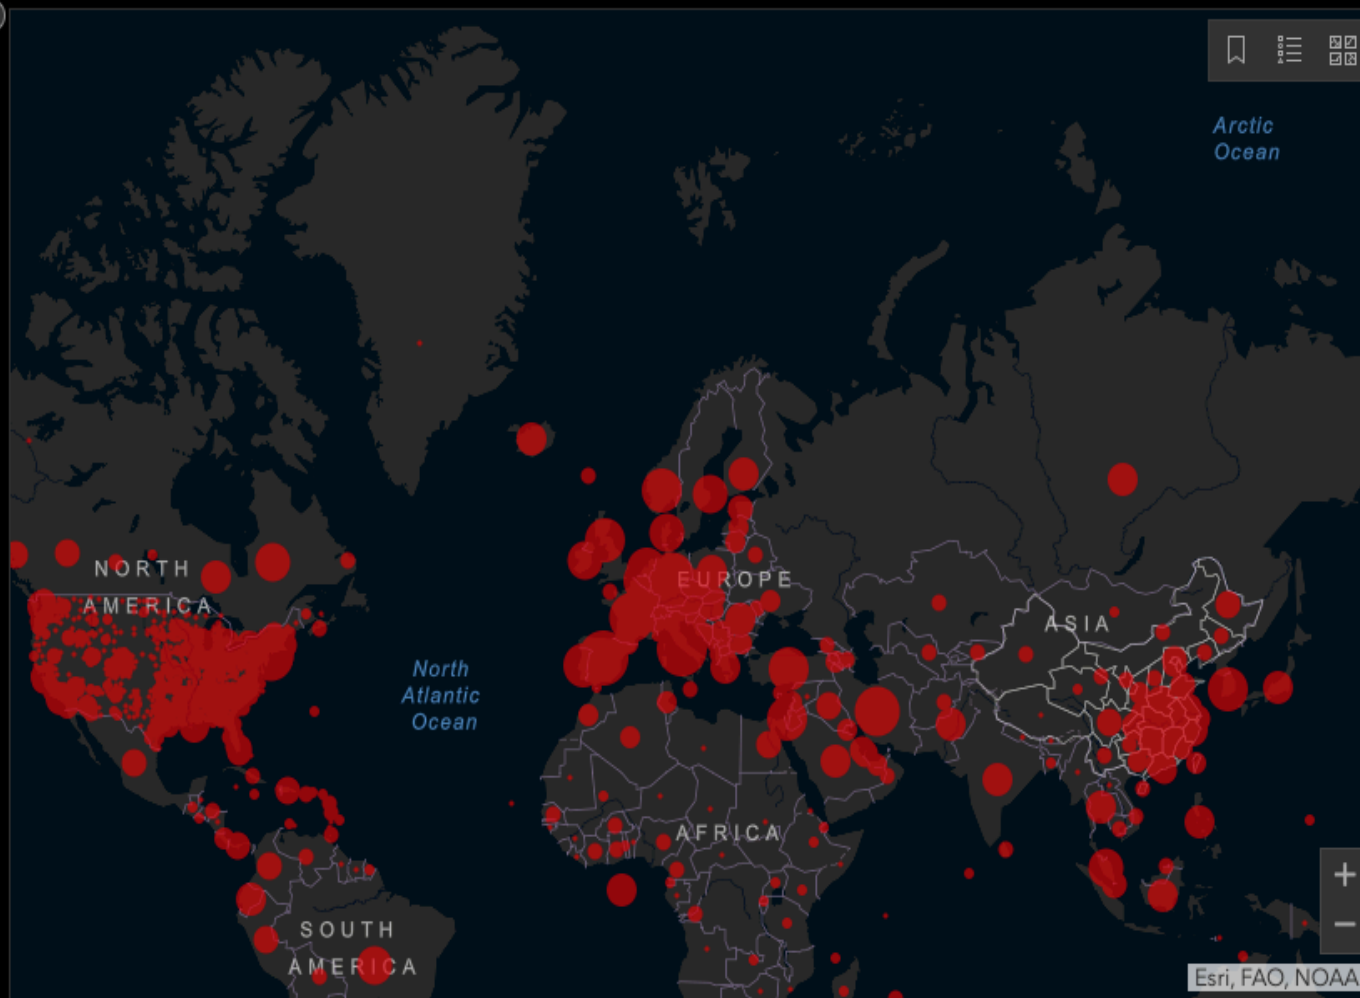 Arctic
Ocean
NORTH
AMERICA
EUROPE
ASIA
North
Atlantic
Ocean
AFRICA
SOUTH
AMERICA
+
−
Esri, FAO, NOAA